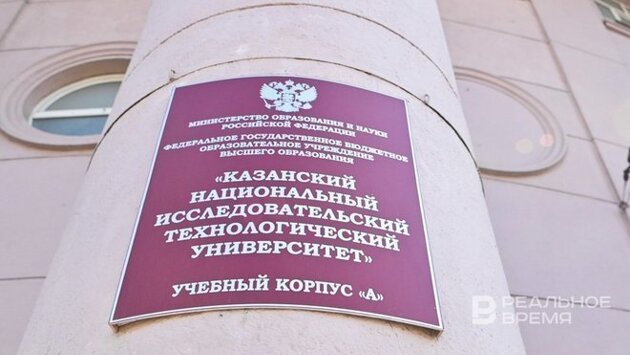 МИНИСТЕРСТВО ОБРАЗОВАНИЯ И НАУКИ
РОССИЙСКОЙ ФЕДЕРАЦИИ
ФЕДЕРАЛЬНОЕ ГОСУДАРСТВЕННОЕ БЮДЖЕТНОЕ
ОБРАЗОВАТЕЛЬНОЕ УЧРЕЖДЕНИЕ
ВЫСШЕГО ОБРАЗОВАНИЯ
«КАЗАНСКИЙ
НАЦИОНАЛЬНЫЙ
ИССЛЕДОВАТЕЛЬСКИЙ
ТЕХНОЛОГИЧЕСКИЙ
УНИВЕРСИТЕТ»
УЧЕБНЫЙ КОРПУС «А»
РЕАЛЬНОЕ
ВРЕМЯ